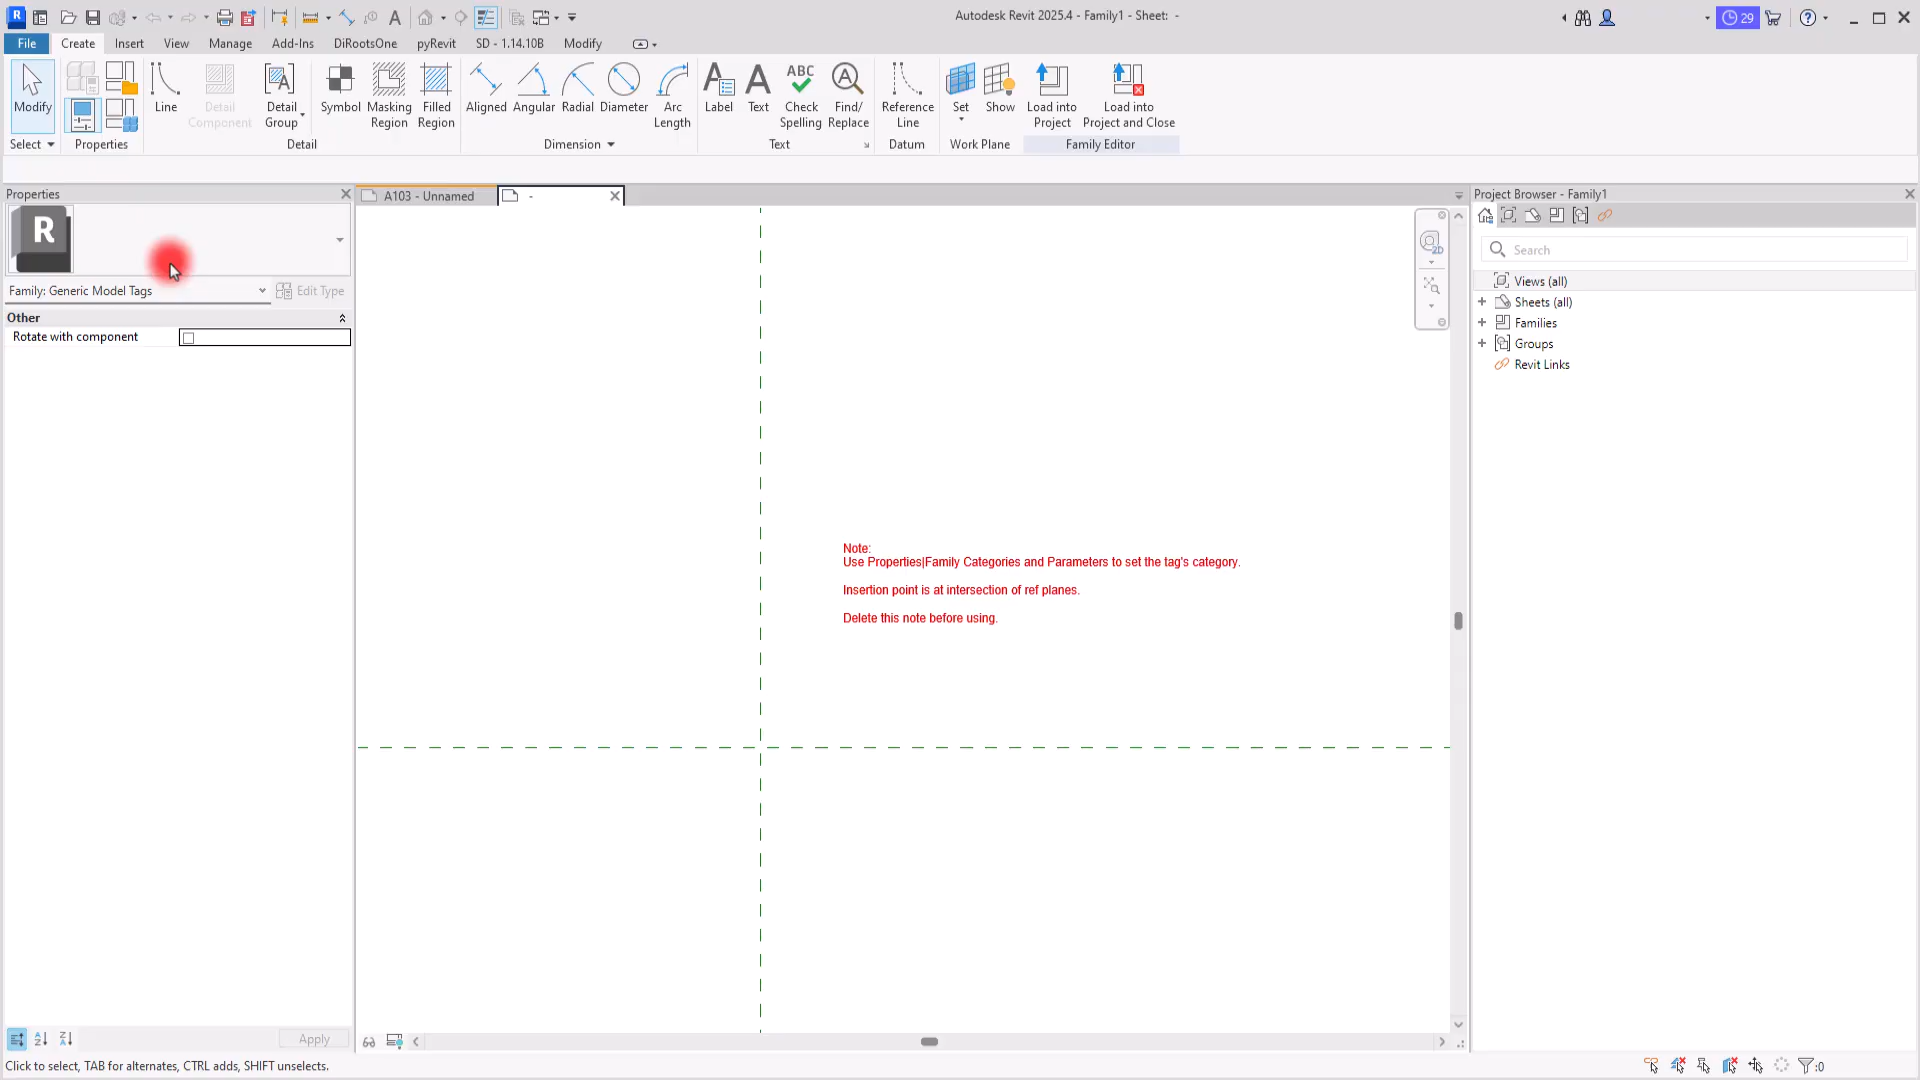 Autodesk Revit 2025.4 - Family1 - Sheet: -
29
File
Create
Insert
View
Manage
Add-Ins
DiRootsOne
pyRevit
SD - 1.14.10B
Modify
Modify
Line
Detail
Component
Detail
Group
Symbol
Masking
Region
Filled
Region
Aligned
Angular
Radial
Diameter
Arc
Length
Label
Text
ABC
Check
Spelling
Find/
Replace
Reference
Line
Set
Show
Load into
Project
Load into
Project and Close
Select
Properties
Detail
Dimension
Text
Datum
Work Plane
Family Editor
Properties
A103 - Unnamed
-
Project Browser - Family1
R
2D
Search
Family: Generic Model Tags
Edit Type
Other
Rotate with component
Views (all)
Sheets (all)
Families
Groups
Revit Links
Note:
Use Properties|Family Categories and Parameters to set the tag's category.
Insertion point is at intersection of ref planes.
Delete this note before using.
Apply
Click to select, TAB for alternates, CTRL adds, SHIFT unselects.
:0